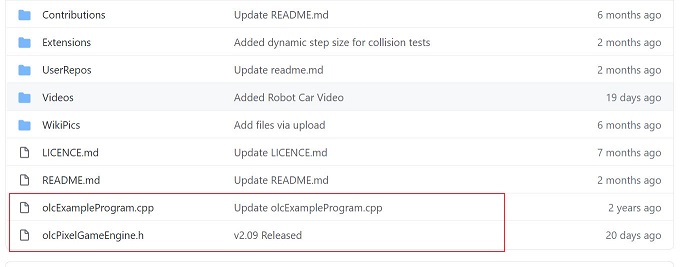 Contributions Update README.md 6 months ago
Extensions Added dynamic step size for collision tests 2 months ago
UserRepos Update readme.md 2 months ago
Videos Added Robot Car Video 19 days ago
WikiPics Add files via upload 6 months ago
LICENCE.md Update LICENCE.md 7 months ago
README.md Update README.md 2 months ago
olcExampleProgram.cpp Update olcExampleProgram.cpp 2 years ago
olcPixelGameEngine.h v2.09 Released 20 days ago